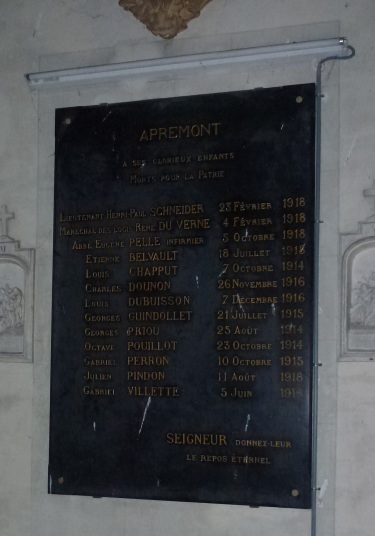 APREMONT
A SES GLORIEUX ENFANTS
MORTS POUR LA PATRIE
LIEUTENANT HENRI-PAUL SCHNEIDER 23 FÉVRIER 1918
MARÉCHAL DES LOGIS RENÉ DU VERNE 4 FÉVRIER 1918
ABBÉ EUGÈNE PELLÉ INFIRMIER 5 OCTOBRE 1918
ETIENNE BELVAULT 18 JUILLET 1918
LOUIS CHAPPUT 7 OCTOBRE 1914
CHARLES DOUNON 26 NOVEMBRE 1916
LOUIS DUBUISSON 7 DÉCEMBRE 1916
GEORGES GUINDOLLET 21 JUILLET 1915
GEORGES PRIOU 25 AOÛT 1914
OCTAVE POUILLOT 23 OCTOBRE 1914
GABRIEL PERRON 10 OCTOBRE 1915
JULIEN PINDON 11 AOÛT 1918
GABRIEL VILLETTE 5 JUIN
SEIGNEUR DONNEZ-LEUR
LE REPOS ÉTERNEL